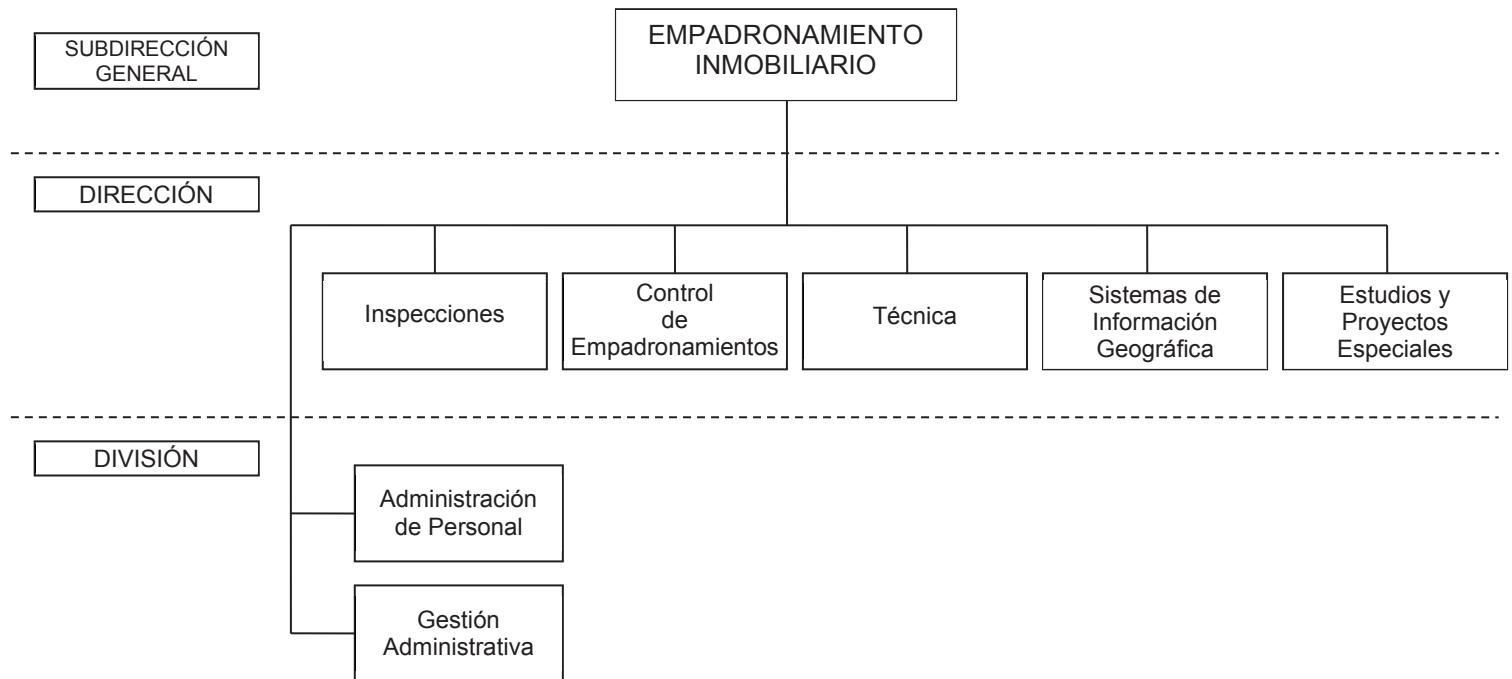 SUBDIRECCIÓN
GENERAL
EMPADRONAMIENTO
INMOBILIARIO
DIRECCIÓN
Inspecciones
Control
de
Empadronamientos
Técnica
Sistemas de
Información
Geográfica
Estudios y
Proyectos
Especiales
DIVISIÓN
Administración
de Personal
Gestión
Administrativa